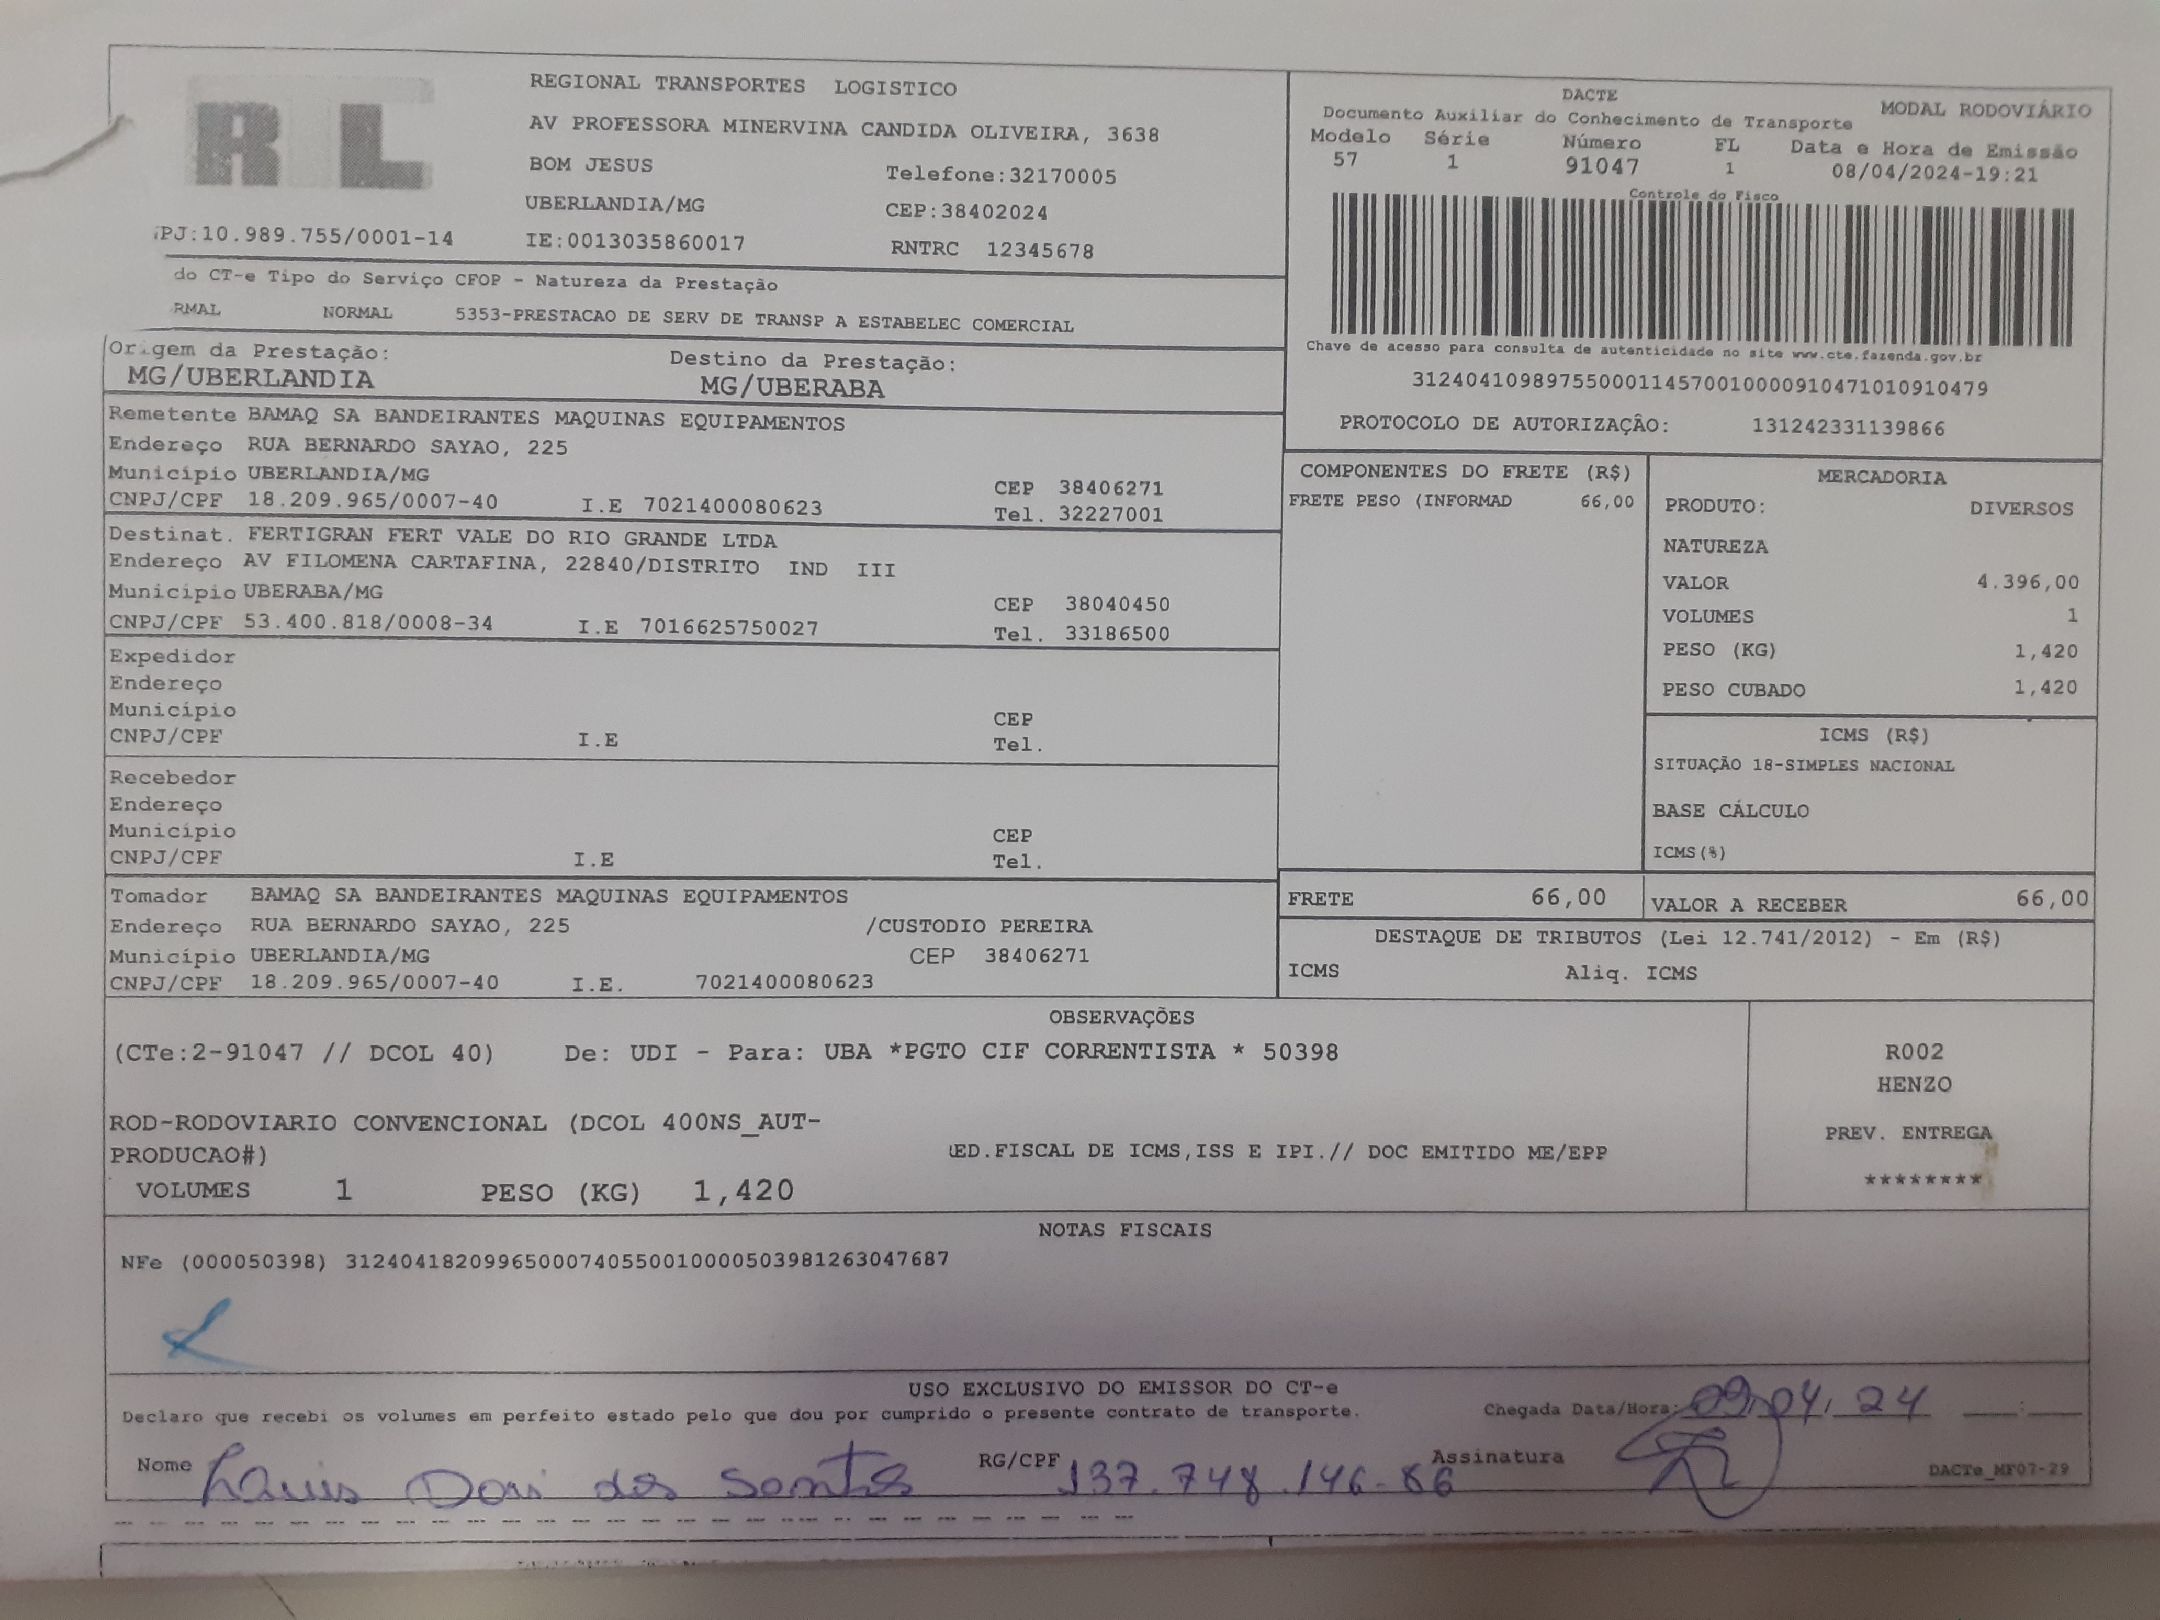 RL
REGIONAL TRANSPORTES LOGISTICO
AV PROFESSORA MINERVINA CANDIDA OLIVEIRA, 3638
BOM JESUS Telefone:32170005
UBERLANDIA/MG CEP:38402024
PJ:10.989.755/0001-14 IE:0013035860017 RNTRC 12345678
do CT-e Tipo do Serviço CFOP - Natureza da Prestação
RMAL NORMAL 5353-PRESTACAO DE SERV DE TRANSP A ESTABELEC COMERCIAL
Origem da Prestação: Destino da Prestação:
MG/UBERLANDIA MG/UBERABA
DACTE MODAL RODOVIÁRIO
Documento Auxiliar do Conhecimento de Transporte
Modelo Série Número FL Data e Hora de Emissão
57 1 91047 1 08/04/2024-19:21
Controle do Fisco
Chave de acesso para consulta de autenticidade no site www.cte.fazenda.gov.br
31240410989755000114570010000910471010910479
PROTOCOLO DE AUTORIZAÇÂO: 131242331139866
Remetente BAMAQ SA BANDEIRANTES MAQUINAS EQUIPAMENTOS
Endereço RUA BERNARDO SAYAO, 225
Município UBERLANDIA/MG CEP 38406271
CNPJ/CPF 18.209.965/0007-40 I.E 7021400080623 Tel. 32227001
Destinat. FERTIGRAN FERT VALE DO RIO GRANDE LTDA
Endereço AV FILOMENA CARTAFINA, 22840/DISTRITO IND III
Município UBERABA/MG CEP 38040450
CNPJ/CPF 53.400.818/0008-34 I.E 7016625750027 Tel. 33186500
Expedidor
Endereço
Município CEP
CNPJ/CPF I.E Tel.
Recebedor
Endereço
Município CEP
CNPJ/CPF I.E Tel.
Tomador BAMAQ SA BANDEIRANTES MAQUINAS EQUIPAMENTOS
Endereço RUA BERNARDO SAYAO, 225 /CUSTODIO PEREIRA
Município UBERLANDIA/MG CEP 38406271
CNPJ/CPF 18.209.965/0007-40 I.E. 7021400080623
COMPONENTES DO FRETE (R$)
FRETE PESO (INFORMAD 66,00
MERCADORIA
PRODUTO: DIVERSOS
NATUREZA
VALOR 4.396,00
VOLUMES 1
PESO (KG) 1,420
PESO CUBADO 1,420
ICMS (R$)
SITUAÇÃO 18-SIMPLES NACIONAL
BASE CÁLCULO
ICMS(%)
FRETE 66,00 VALOR A RECEBER 66,00
DESTAQUE DE TRIBUTOS (Lei 12.741/2012) - Em (R$)
ICMS Aliq. ICMS
OBSERVAÇÕES
(CTe:2-91047 // DCOL 40) De: UDI - Para: UBA *PGTO CIF CORRENTISTA * 50398
ROD-RODOVIARIO CONVENCIONAL (DCOL 400NS_AUT-
PRODUCAO#) ED.FISCAL DE ICMS,ISS E IPI.// DOC EMITIDO ME/EPP
VOLUMES 1 PESO (KG) 1,420
R002
HENZO
PREV. ENTREGA
********
NOTAS FISCAIS
NFe (000050398) 31240418209965000740550010000503981263047687
USO EXCLUSIVO DO EMISSOR DO CT-e
Declaro que recebi os volumes em perfeito estado pelo que dou por cumprido o presente contrato de transporte. Chegada Data/Hora: 09/04/24 __:__
Nome dos Santos RG/CPF 137.748.146-86 Assinatura
DACTe_MF07-29